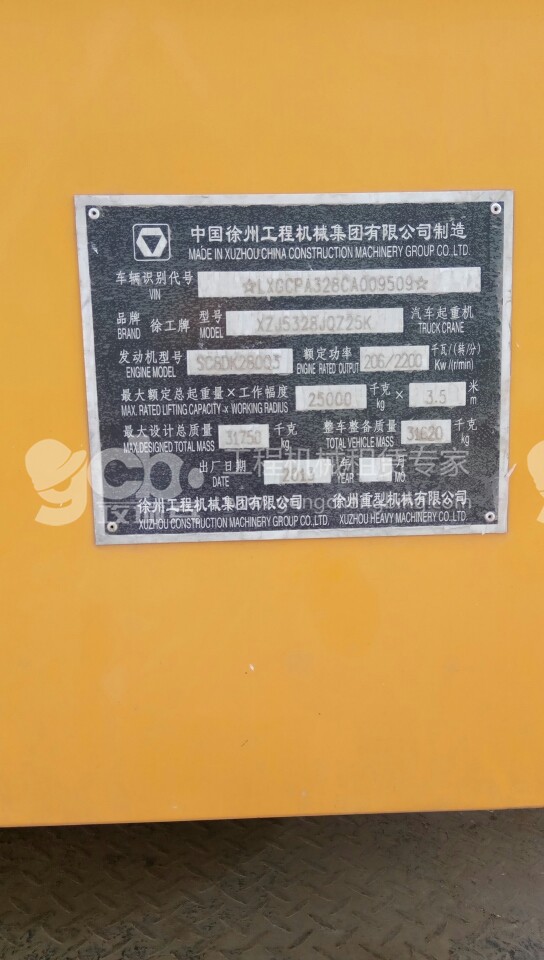 中国徐州工程机械集团有限公司制造
MADE IN XUZHOU CHINA CONSTRUCTION MACHINERY GROUP CO., LTD.
车辆识别代号 VIN ☆LXGCPA328CA009509☆
品牌 BRAND 徐工牌 型号 MODEL XZJ5328JQZ25K 汽车起重机 TRUCK CRANE
发动机型号 ENGINE MODEL SC8DK280Q3 额定功率 ENGINE RATED OUTPUT 206/2200 千瓦/(转/分) Kw/(r/min)
最大额定总起重量×工作幅度 MAX. RATED LIFTING CAPACITY × WORKING RADIUS 25000 千克 kg × 3.5 米 m
最大设计总质量 MAX.DESIGNED TOTAL MASS 31750 千克 kg 整车整备质量 TOTAL VEHICLE MASS 31620 千克 kg
出厂日期 DATE 年 YEAR MO.
工程机械租赁专家
徐州工程机械集团有限公司 徐州重型机械有限公司
XUZHOU CONSTRUCTION MACHINERY GROUP CO., LTD. XUZHOU HEAVY MACHINERY CO., LTD.